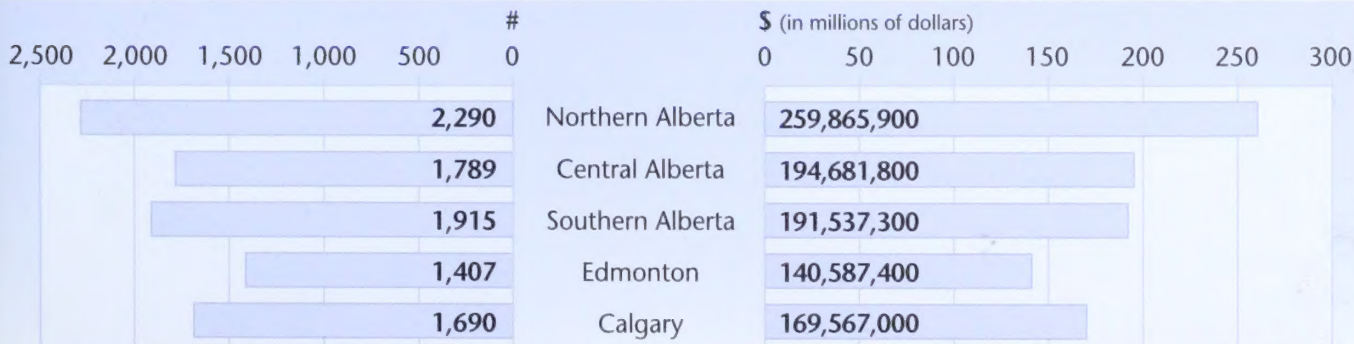 # $ (in millions of dollars)
2,500 2,000 1,500 1,000 500 0 0 50 100 150 200 250 300
2,290 Northern Alberta 259,865,900
1,789 Central Alberta 194,681,800
1,915 Southern Alberta 191,537,300
1,407 Edmonton 140,587,400
1,690 Calgary 169,567,000